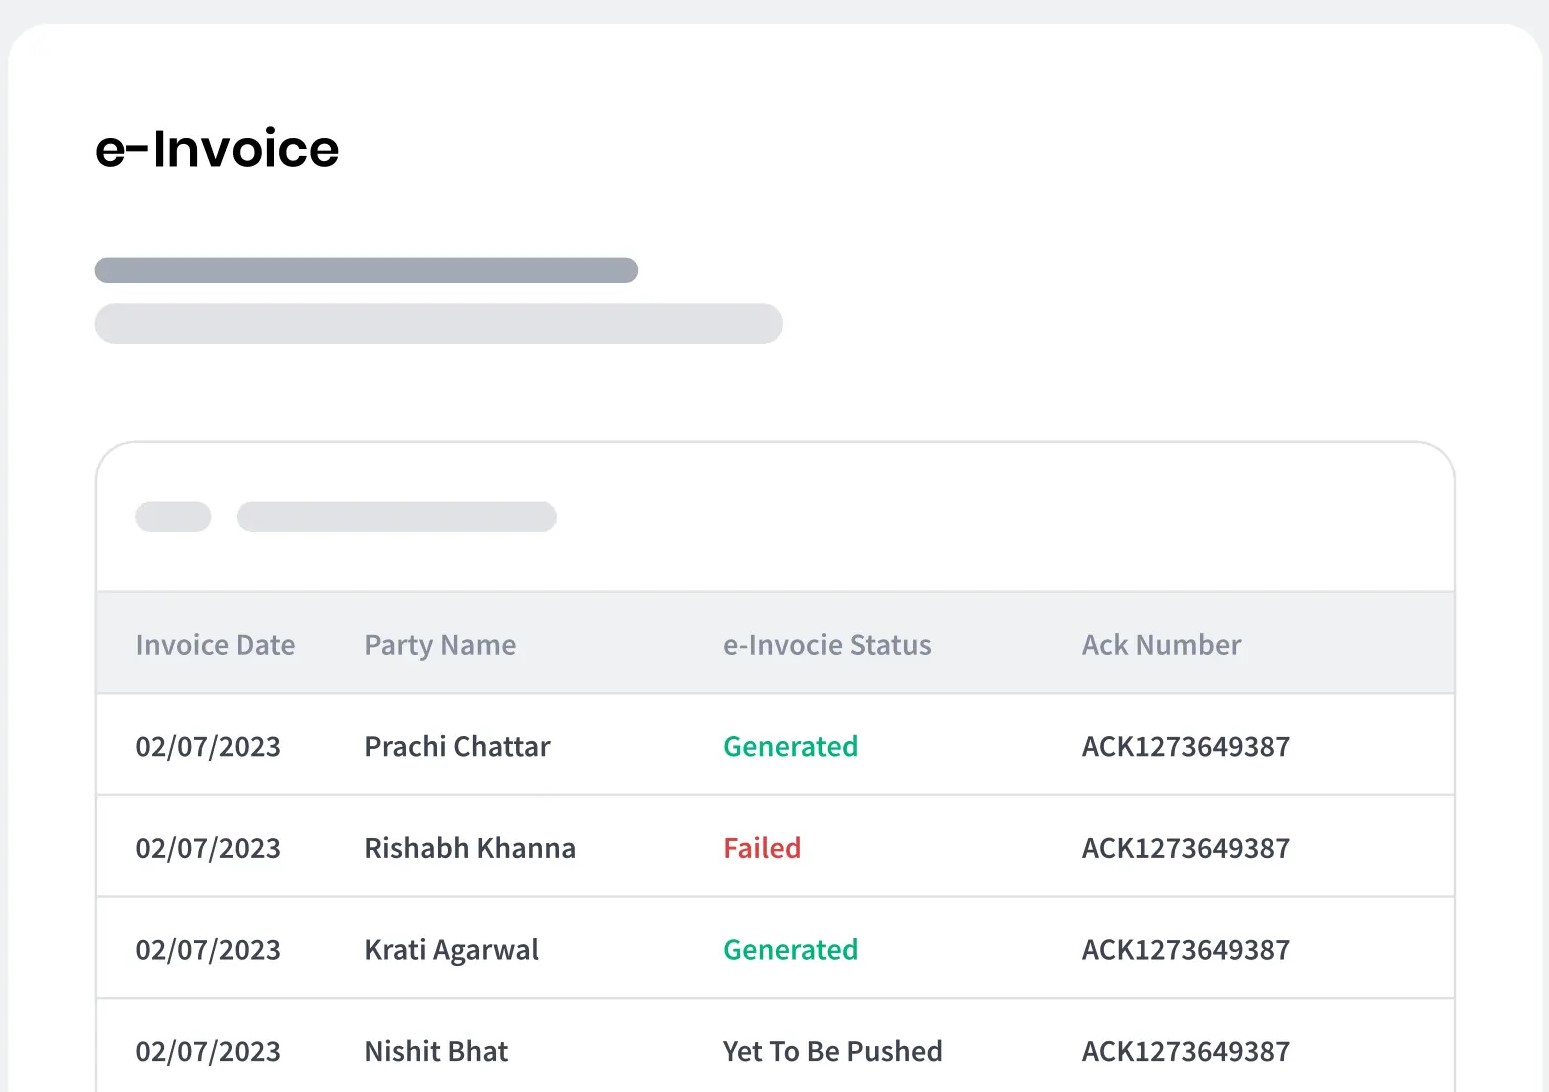 e-Invoice
Invoice Date Party Name e-Invocie Status Ack Number
02/07/2023 Prachi Chattar Generated ACK1273649387
02/07/2023 Rishabh Khanna Failed ACK1273649387
02/07/2023 Krati Agarwal Generated ACK1273649387
02/07/2023 Nishit Bhat Yet To Be Pushed ACK1273649387